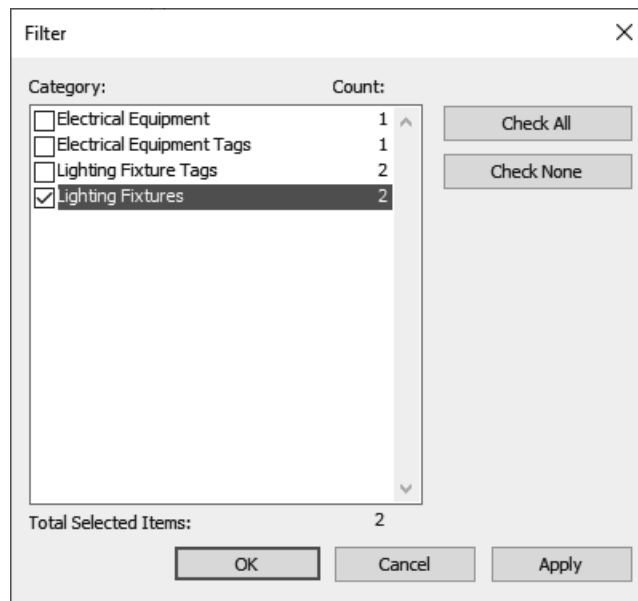 Filter
Category: Count:
Electrical Equipment 1
Electrical Equipment Tags 1
Lighting Fixture Tags 2
Lighting Fixtures 2
Check All
Check None
Total Selected Items: 2
OK Cancel Apply